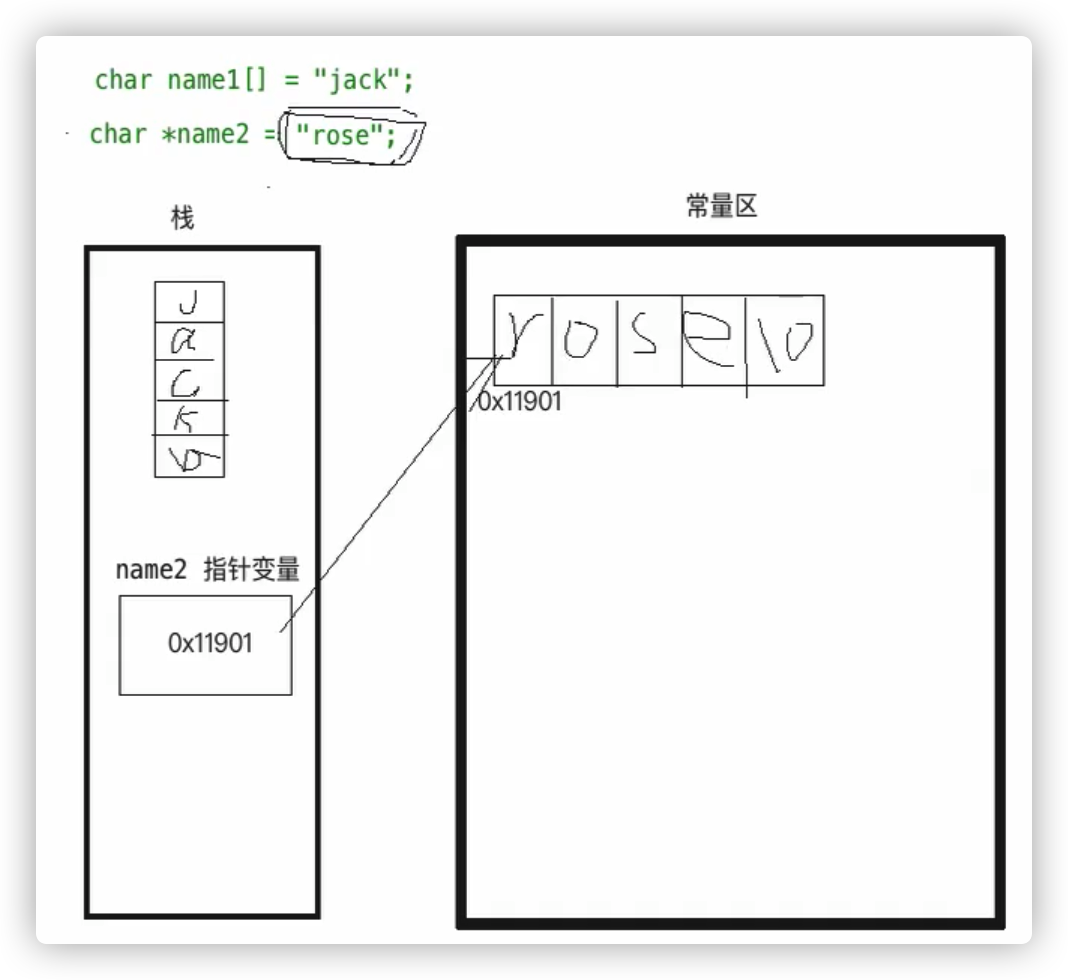 char name1[] = "jack";
char *name2 = "rose";
栈
常量区
J
a
c
k
\0
r o s e \0
0x11901
name2 指针变量
0x11901